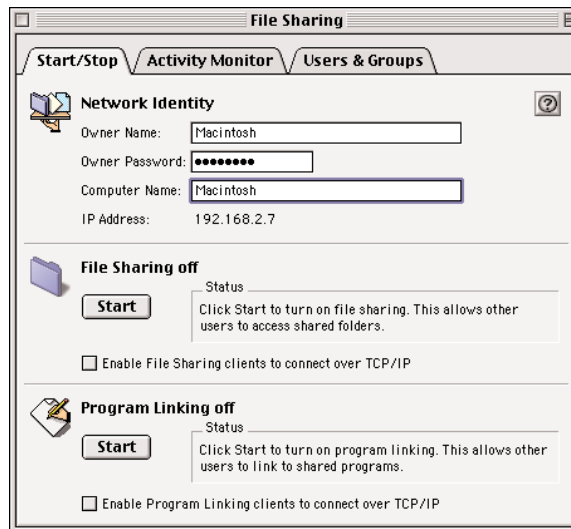 File Sharing
Start/Stop
Activity Monitor
Users & Groups
Network Identity
Owner Name: Macintosh
Owner Password: ••••••••
Computer Name: Macintosh
IP Address: 192.168.2.7
File Sharing off
Status
Start
Click Start to turn on file sharing. This allows other
users to access shared folders.
Enable File Sharing clients to connect over TCP/IP
Program Linking off
Status
Start
Click Start to turn on program linking. This allows other
users to link to shared programs.
Enable Program Linking clients to connect over TCP/IP